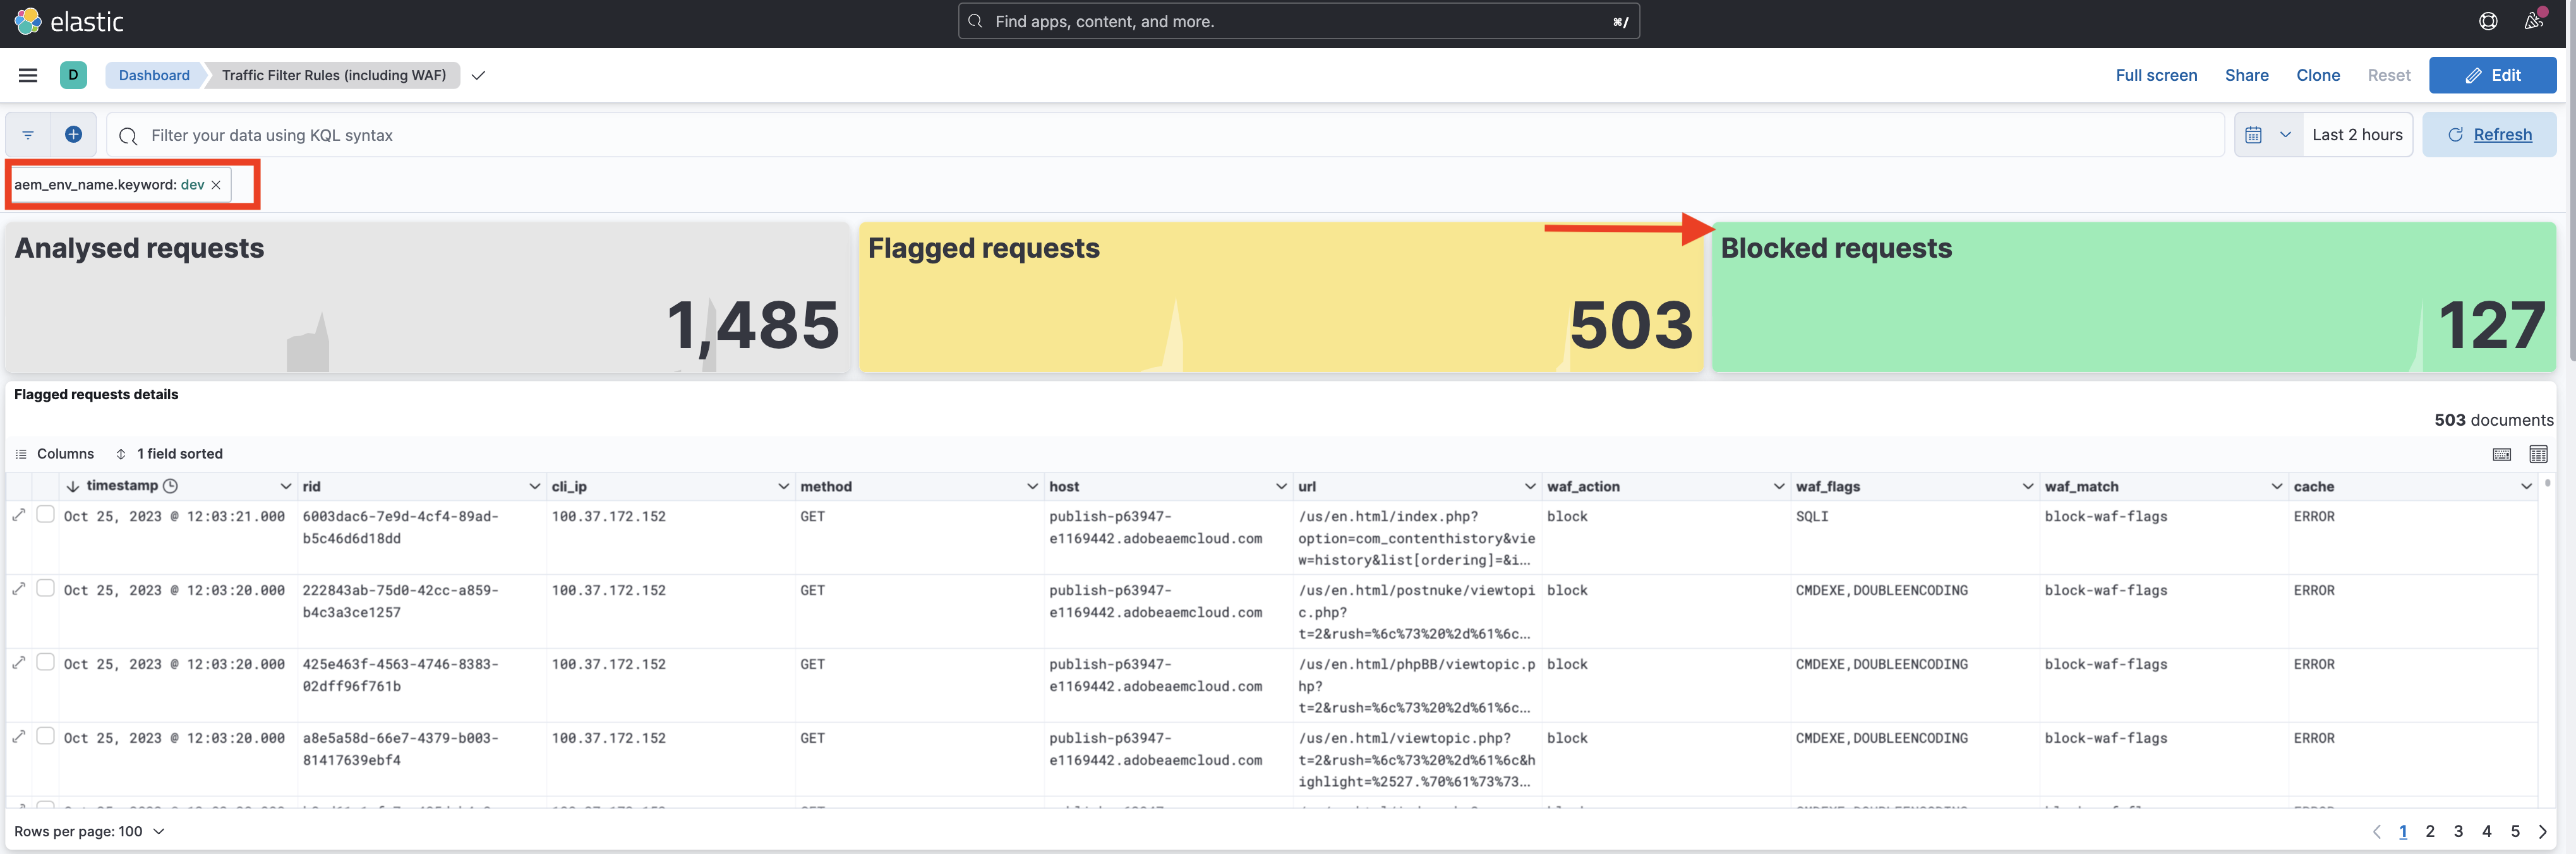 elastic
Find apps, content, and more.
⌘/
D
Dashboard
Traffic Filter Rules (including WAF)
Full screen
Share
Clone
Reset
Edit
Filter your data using KQL syntax
Last 2 hours
Refresh
aem_env_name.keyword: dev
Analysed requests
1,485
Flagged requests
503
Blocked requests
127
Flagged requests details
503 documents
Columns
1 field sorted
timestamp
rid
cli_ip
method
host
url
waf_action
waf_flags
waf_match
cache
Oct 25, 2023 @ 12:03:21.000
6003dac6-7e9d-4cf4-89ad-
b5c46d6d18dd
100.37.172.152
GET
publish-p63947-
e1169442.adobeaemcloud.com
/us/en.html/index.php?
option=com_contenthistory&vie
w=history&list[ordering]=&i...
block
SQLI
block-waf-flags
ERROR
Oct 25, 2023 @ 12:03:20.000
222843ab-75d0-42cc-a859-
b4c3a3ce1257
100.37.172.152
GET
publish-p63947-
e1169442.adobeaemcloud.com
/us/en.html/postnuke/viewtopi
c.php?
t=2&rush=%6c%73%20%2d%61%6c...
block
CMDEXE,DOUBLEENCODING
block-waf-flags
ERROR
Oct 25, 2023 @ 12:03:20.000
425e463f-4563-4746-8383-
02dff96f761b
100.37.172.152
GET
publish-p63947-
e1169442.adobeaemcloud.com
/us/en.html/phpBB/viewtopic.p
hp?
t=2&rush=%6c%73%20%2d%61%6c...
block
CMDEXE,DOUBLEENCODING
block-waf-flags
ERROR
Oct 25, 2023 @ 12:03:20.000
a8e5a58d-66e7-4379-b003-
81417639ebf4
100.37.172.152
GET
publish-p63947-
e1169442.adobeaemcloud.com
/us/en.html/viewtopic.php?
t=2&rush=%6c%73%20%2d%61%6c&h
ighlight=%2527.%70%61%73%73...
block
CMDEXE,DOUBLEENCODING
block-waf-flags
ERROR
Rows per page: 100
1 2 3 4 5